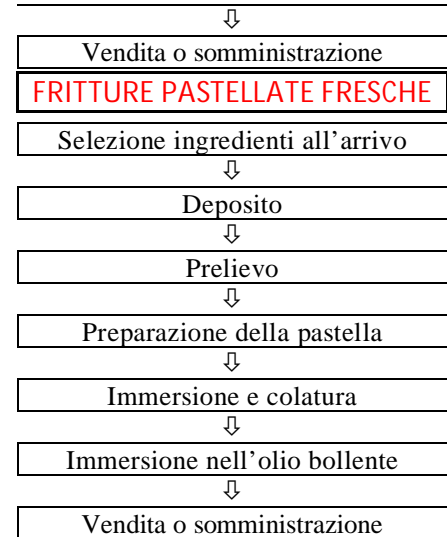 ⇩
Vendita o somministrazione
FRITTURE PASTELLATE FRESCHE
Selezione ingredienti all'arrivo
⇩
Deposito
⇩
Prelievo
⇩
Preparazione della pastella
⇩
Immersione e colatura
⇩
Immersione nell'olio bollente
⇩
Vendita o somministrazione